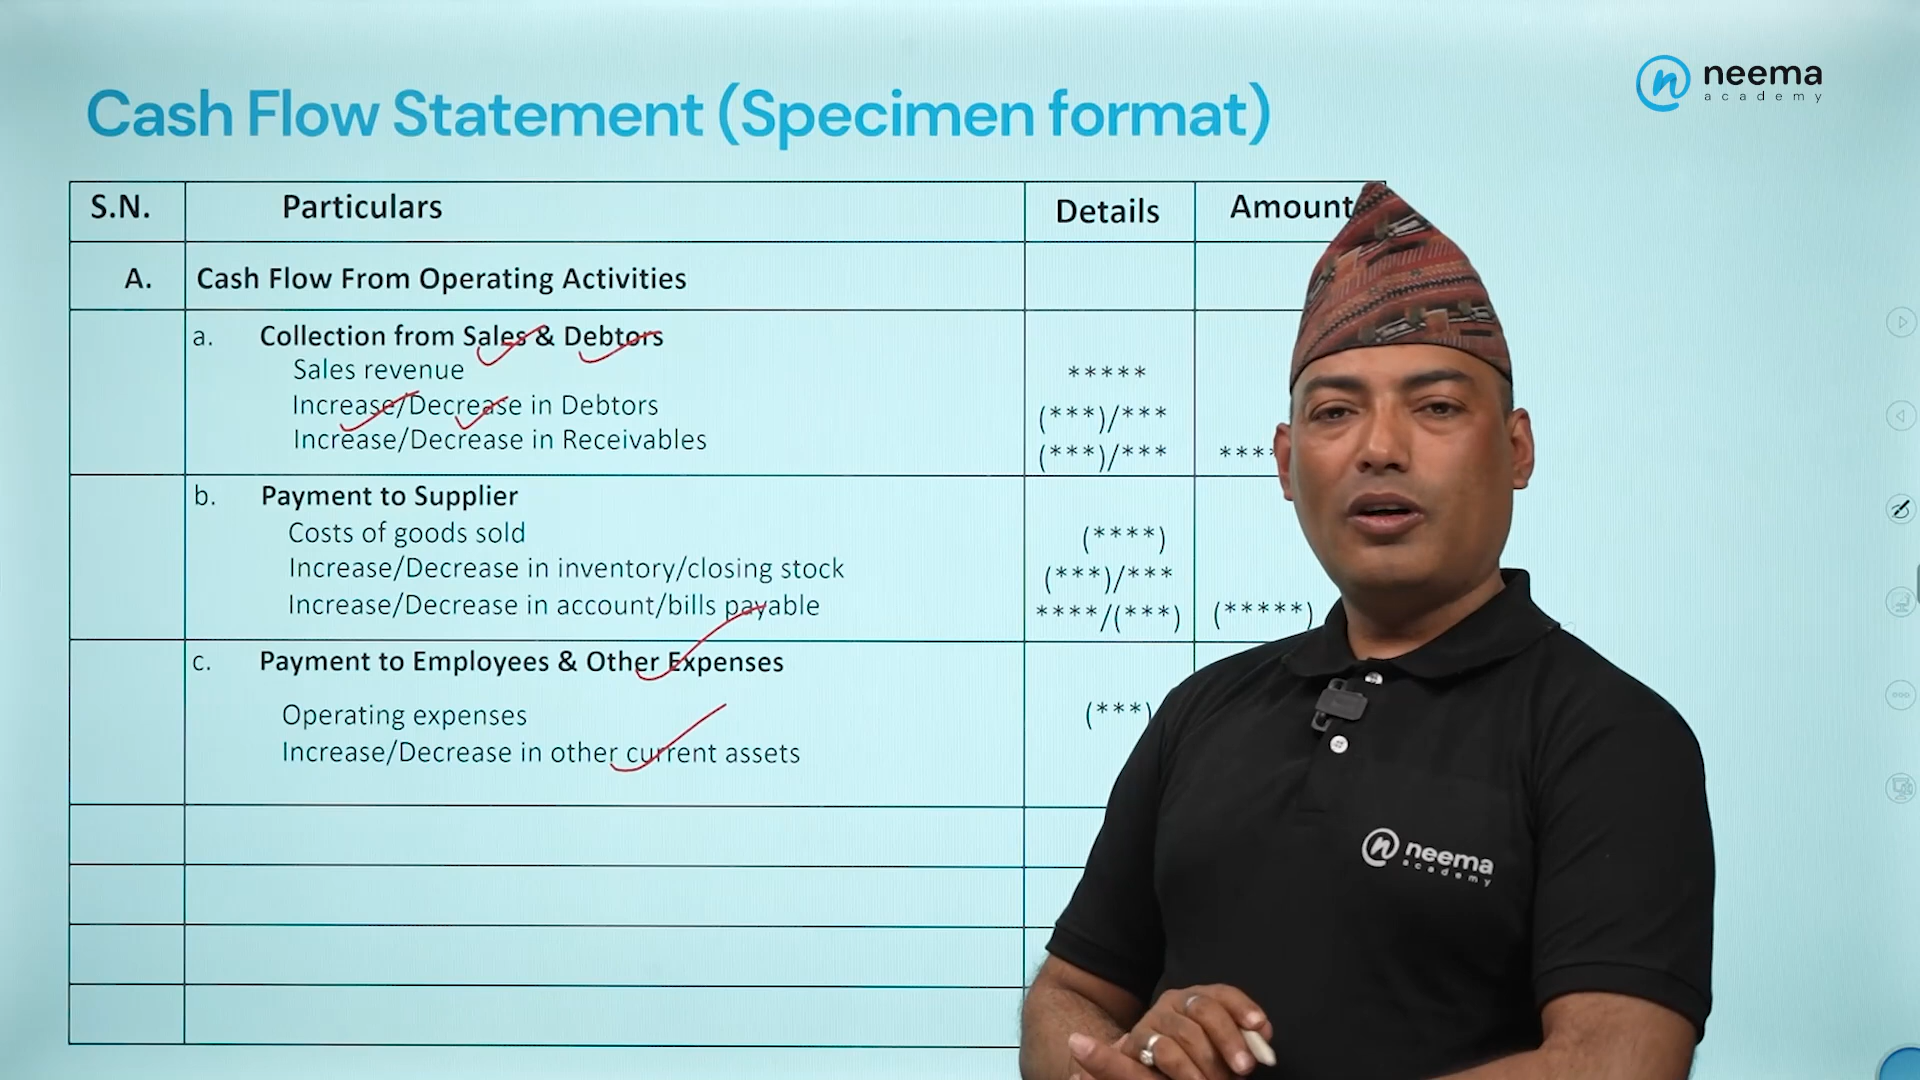 neema
academy
Cash Flow Statement (Specimen format)
S.N. Particulars Details Amount
A. Cash Flow From Operating Activities
a. Collection from Sales & Debtors
Sales revenue *****
Increase/Decrease in Debtors (***)/***
Increase/Decrease in Receivables (***)/*** ****
b. Payment to Supplier
Costs of goods sold (****)
Increase/Decrease in inventory/closing stock (***)/***
Increase/Decrease in account/bills payable ****/(***) (*****)
c. Payment to Employees & Other Expenses
Operating expenses (***)
Increase/Decrease in other current assets
neema
academy